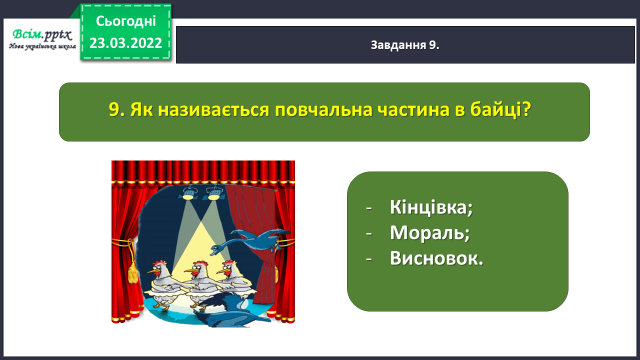 Всім.pptx
Нова українська школа
Сьогодні
23.03.2022
Завдання 9.
9. Як називається повчальна частина в байці?
- Кінцівка;
- Мораль;
- Висновок.